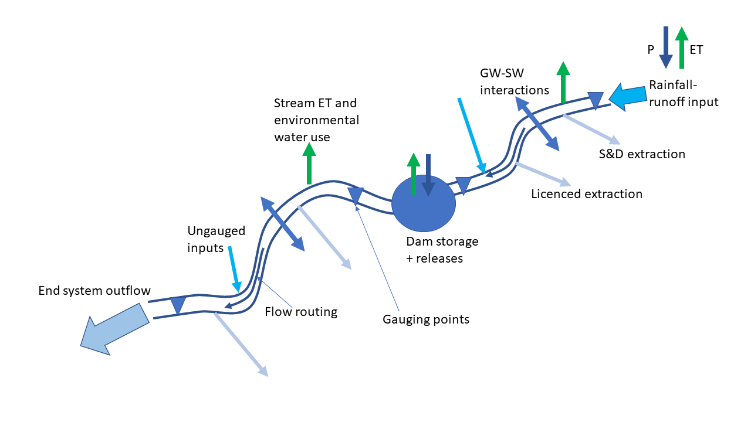 P
ET
Rainfall-
runoff input
GW-SW
interactions
S&D extraction
Licenced extraction
Stream ET and
environmental
water use
Dam storage
+ releases
Ungauged
inputs
End system outflow
Flow routing
Gauging points